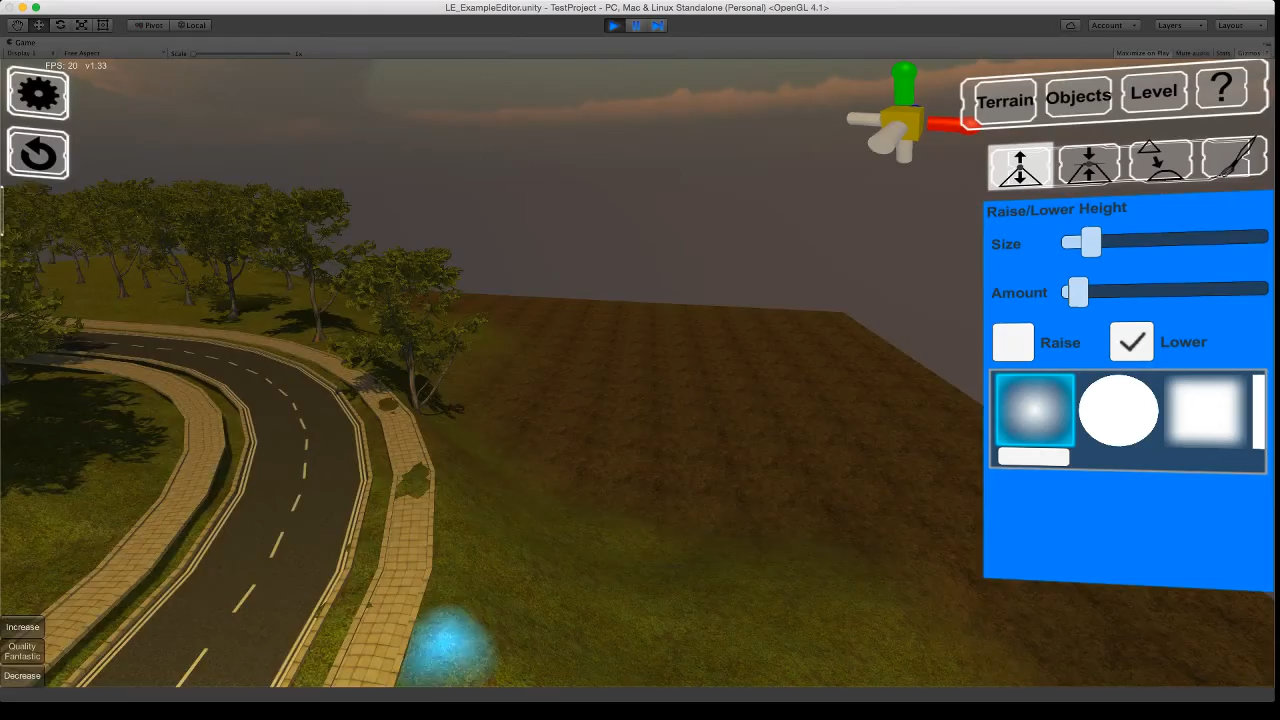 LE_ExampleEditor.unity - TestProject - PC, Mac & Linux Standalone (Personal) <OpenGL 4.1>
Pivot Local Account Layers Layout
Game
Display 1 Free Aspect Scale 1x Maximize on Play Mute audio Stats Gizmos
FPS: 20 v1.33
Terrain Objects Level ?
Raise/Lower Height
Size
Amount
Raise Lower
Increase
Quality
Fantastic
Decrease